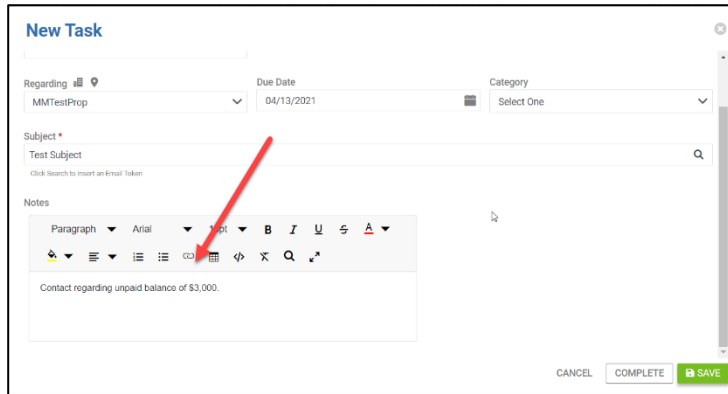 New Task
Regarding
Due Date
Category
MMTestProp
04/13/2021
Select One
Subject *
Test Subject
Click Search to Insert an Email Token
Notes
Paragraph Arial pt B I U S A
Contact regarding unpaid balance of $3,000.
CANCEL COMPLETE SAVE